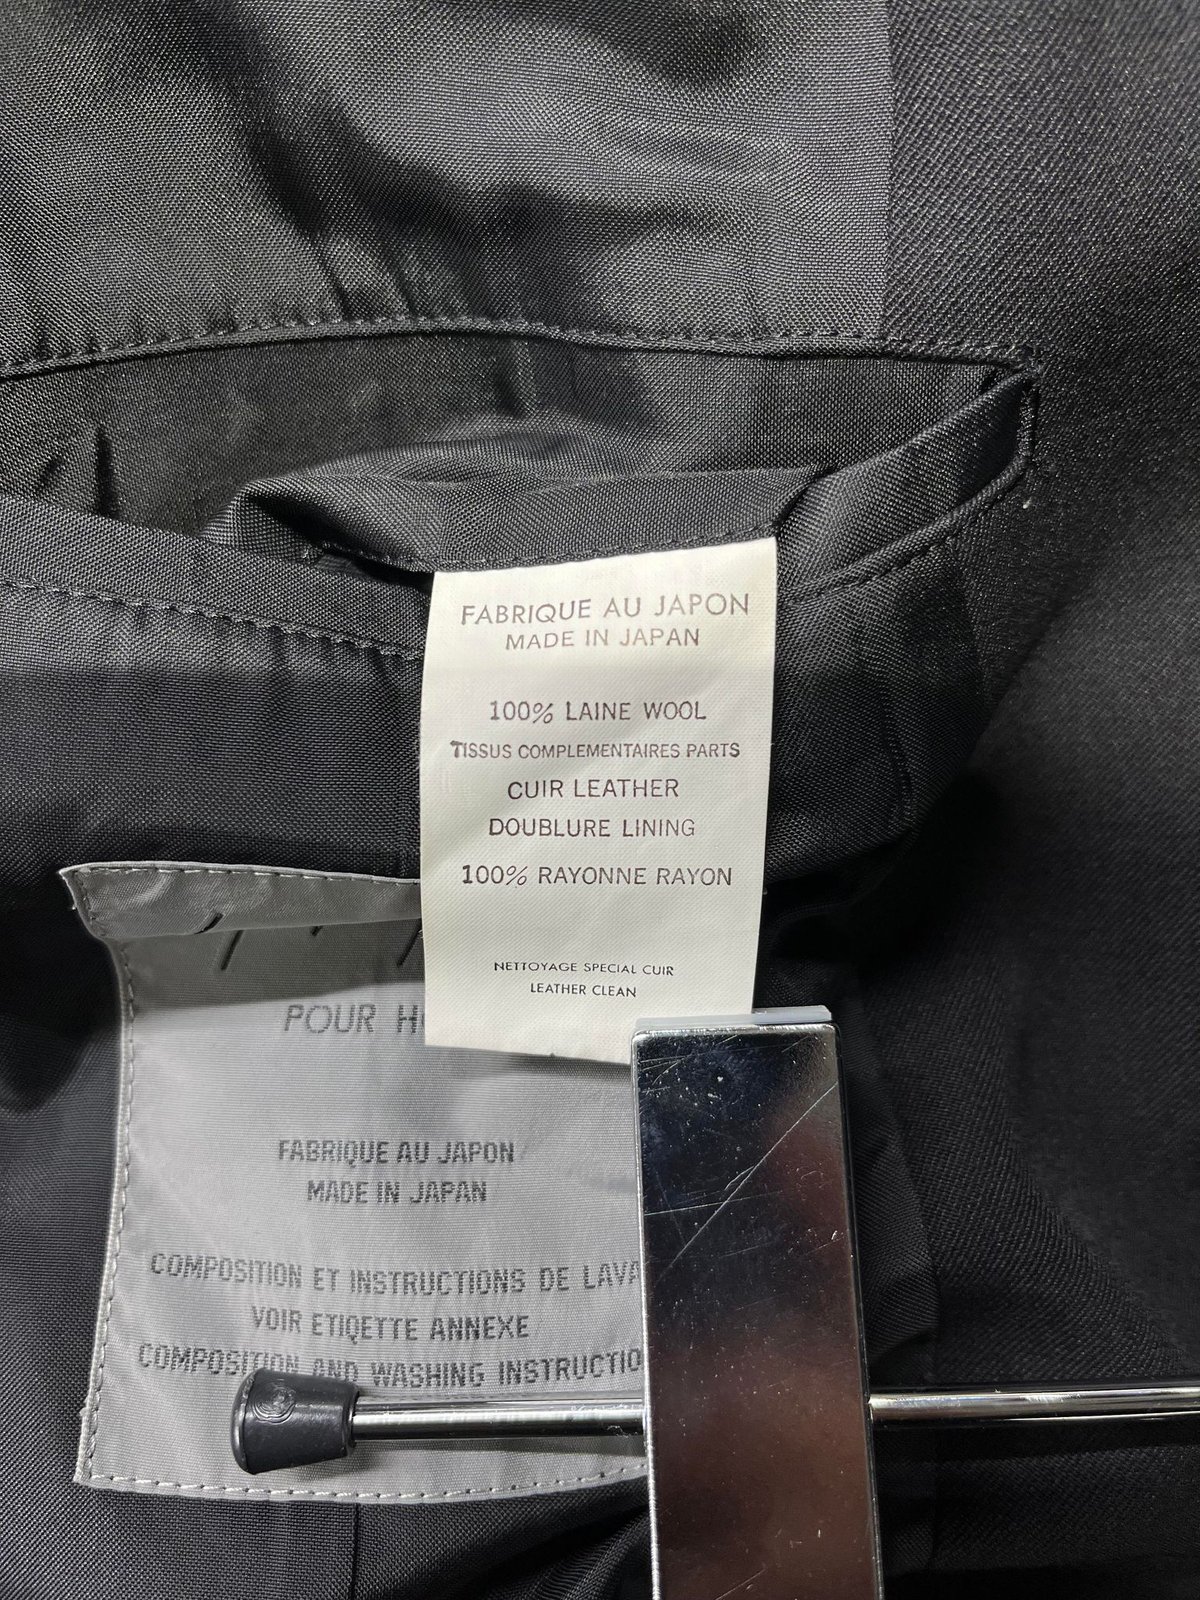 FABRIQUE AU JAPON
MADE IN JAPAN
100% LAINE WOOL
TISSUS COMPLEMENTAIRES PARTS
CUIR LEATHER
DOUBLURE LINING
100% RAYONNE RAYON
NETTOYAGE SPECIAL CUIR
LEATHER CLEAN
POUR
FABRIQUE AU JAPON
MADE IN JAPAN
COMPOSITION ET INSTRUCTIONS DE
VOIR ETIQETTE ANNEXE
COMPOSITION AND WASHING